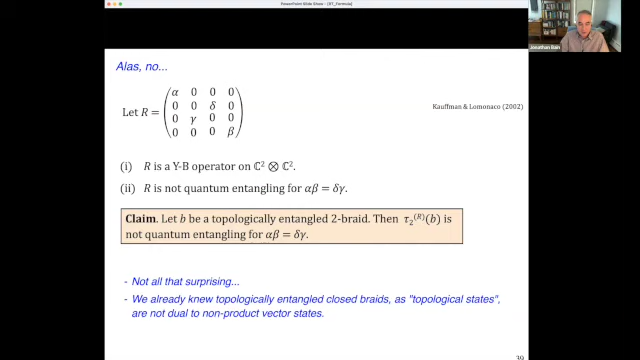 PowerPoint Slide Show - [RT_Formula]
Jonathan Bain
Alas, no...
Let R = ( α 0 0 0
0 0 δ 0
0 γ 0 0
0 0 0 β )
Kauffman & Lomonaco (2002)
(i) R is a Y-B operator on ℂ² ⊗ ℂ².
(ii) R is not quantum entangling for αβ = δγ.
Claim. Let b be a topologically entangled 2-braid. Then τ₂⁽ᴿ⁾(b) is
not quantum entangling for αβ = δγ.
- Not all that surprising...
- We already knew topologically entangled closed braids, as "topological states",
are not dual to non-product vector states.
39